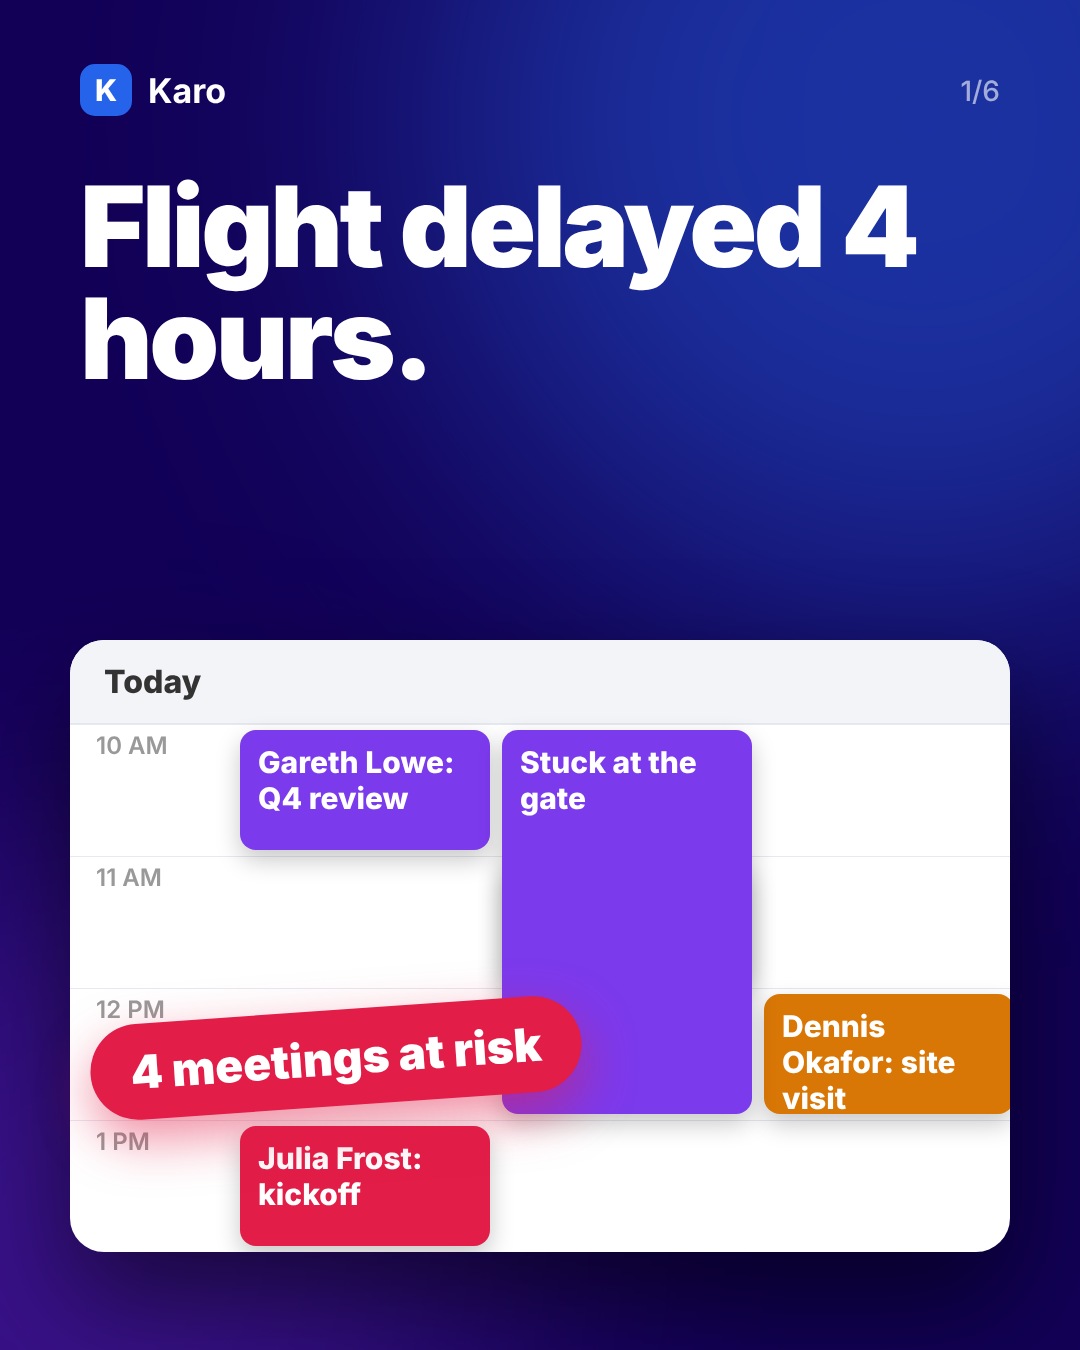 K Karo
1/6
Flight delayed 4
hours.
Today
10 AM
Gareth Lowe:
Q4 review
Stuck at the
gate
11 AM
12 PM
4 meetings at risk
Dennis
Okafor: site
visit
1 PM
Julia Frost:
kickoff